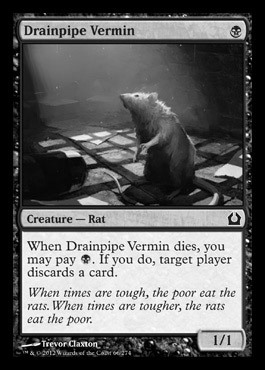 Drainpipe Vermin
Creature — Rat
When Drainpipe Vermin dies, you
may pay . If you do, target player
discards a card.
When times are tough, the poor eat the
rats. When times are tougher, the rats
eat the poor.
Trevor Claxton
™ & © 2012 Wizards of the Coast 66/274
1/1